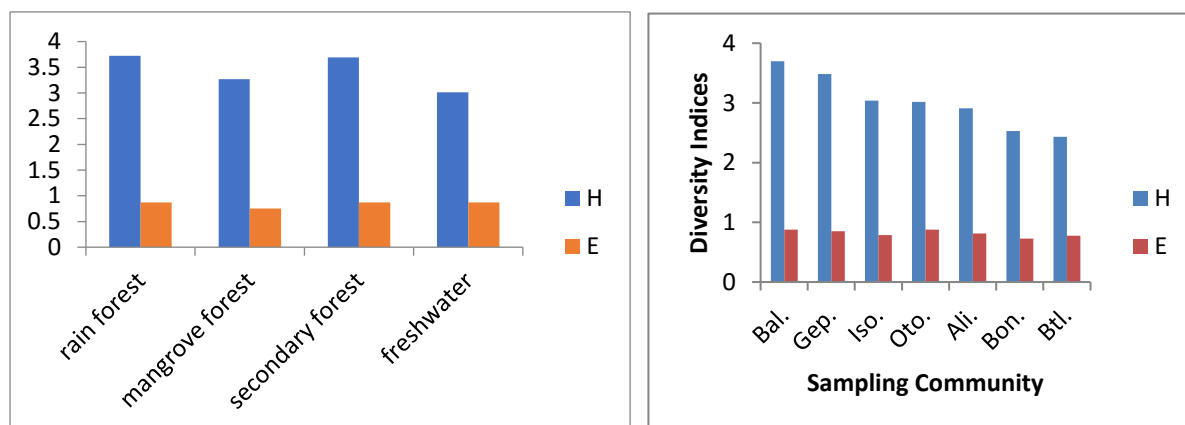 4
3.5
3
2.5
2
1.5
1
0.5
0
rain forest
mangrove forest
secondary forest
freshwater
H
E
Diversity Indices
4
3
2
1
0
Bal.
Gep.
Iso.
Oto.
Ali.
Bon.
Btl.
Sampling Community
H
E